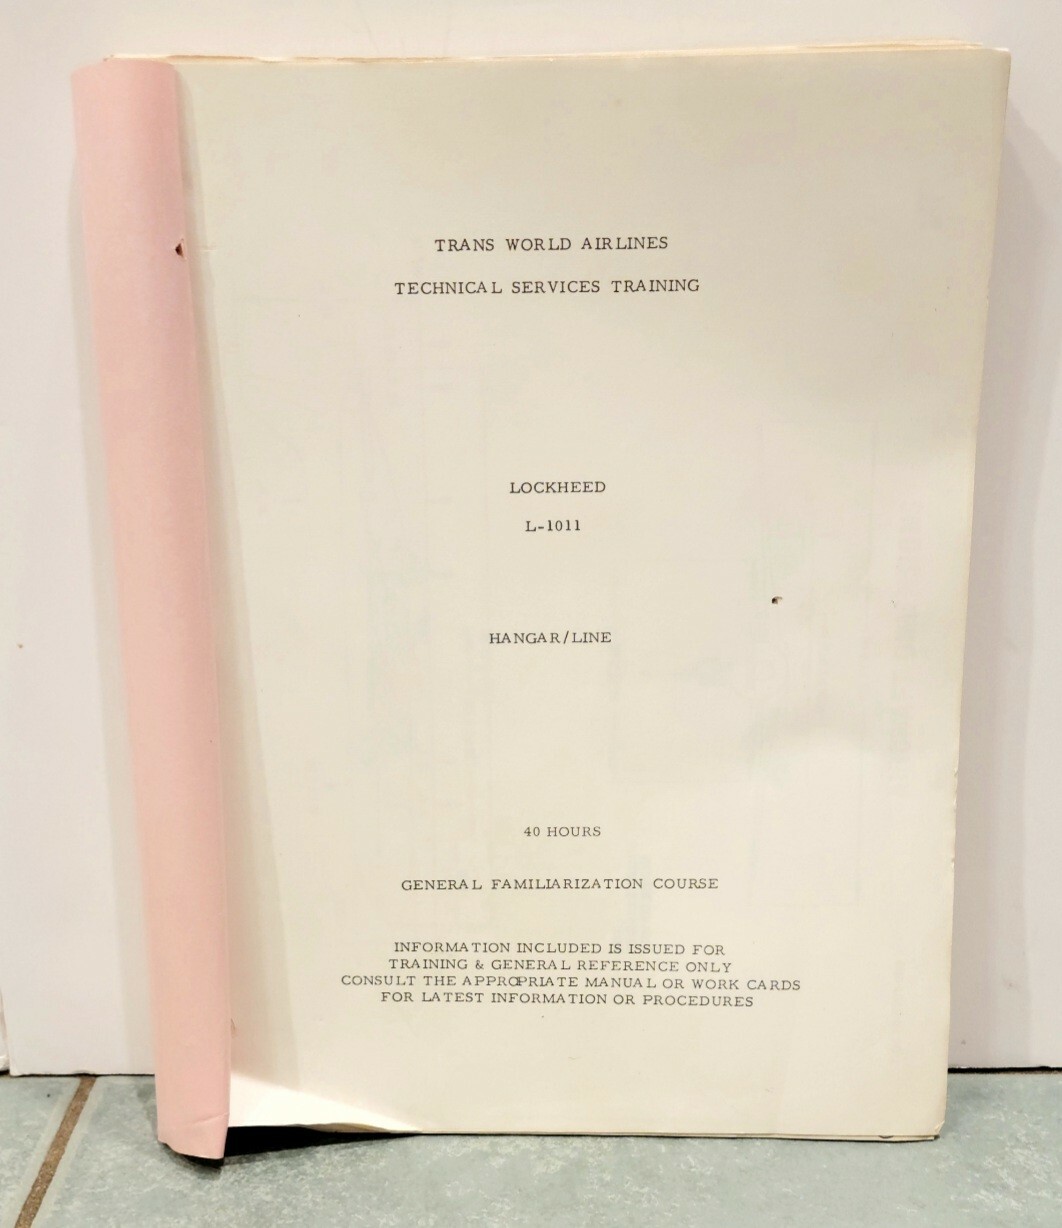 TRANS WORLD AIRLINES
TECHNICAL SERVICES TRAINING
LOCKHEED
L-1011
HANGAR/LINE
40 HOURS
GENERAL FAMILIARIZATION COURSE
INFORMATION INCLUDED IS ISSUED FOR
TRAINING & GENERAL REFERENCE ONLY
CONSULT THE APPROPRIATE MANUAL OR WORK CARDS
FOR LATEST INFORMATION OR PROCEDURES